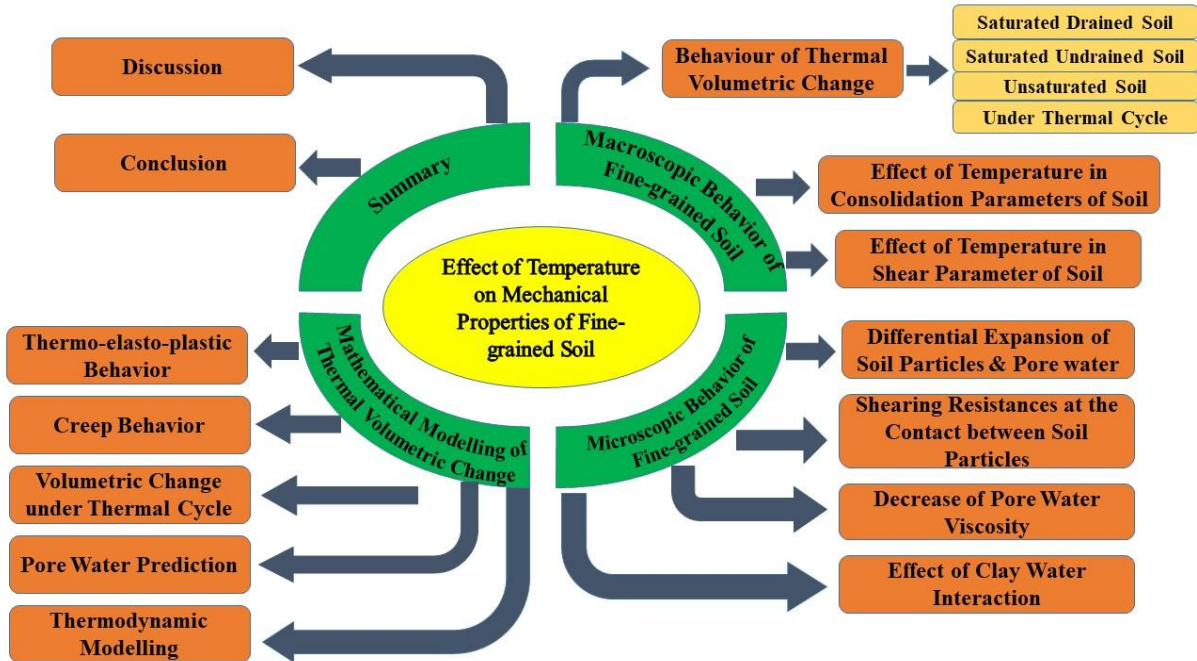 Effect of Temperature
on Mechanical
Properties of Fine-
grained Soil
Summary
Discussion
Conclusion
Macroscopic Behavior of
Fine-grained Soil
Behaviour of Thermal
Volumetric Change
Saturated Drained Soil
Saturated Undrained Soil
Unsaturated Soil
Under Thermal Cycle
Effect of Temperature in
Consolidation Parameters of Soil
Effect of Temperature in
Shear Parameter of Soil
Microscopic Behavior of
Fine-grained Soil
Differential Expansion of
Soil Particles & Pore water
Shearing Resistances at the
Contact between Soil
Particles
Decrease of Pore Water
Viscosity
Effect of Clay Water
Interaction
Mathematical Modelling of
Thermal Volumetric Change
Thermo-elasto-plastic
Behavior
Creep Behavior
Volumetric Change
under Thermal Cycle
Pore Water Prediction
Thermodynamic
Modelling